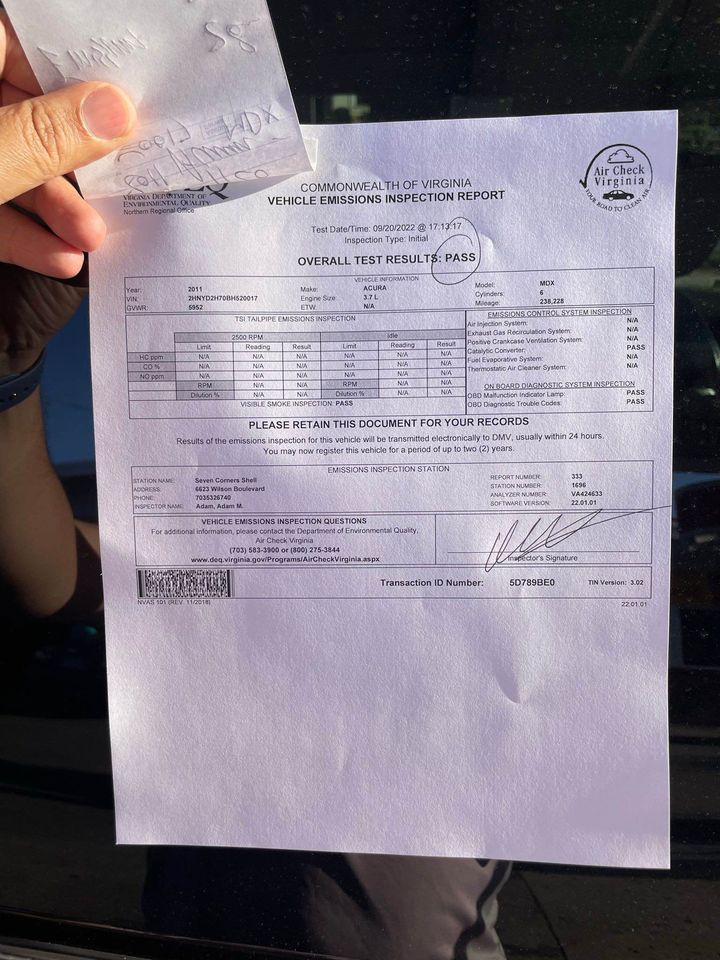 Emissions
58
MDX
Acura
VIRGINIA DEPARTMENT OF
ENVIRONMENTAL QUALITY
Northern Regional Office
COMMONWEALTH OF VIRGINIA
VEHICLE EMISSIONS INSPECTION REPORT
Air Check
Virginia
YOUR ROAD TO CLEAN AIR
Test Date/Time: 09/20/2022 @ 17:13:17
Inspection Type: Initial
OVERALL TEST RESULTS: PASS
VEHICLE INFORMATION
Year: 2011 Make: ACURA Model: MDX
VIN: 2HNYD2H70BH520017 Engine Size: 3.7 L Cylinders: 6
GVWR: 5952 ETW: N/A Mileage: 238,228
TSI TAILPIPE EMISSIONS INSPECTION
2500 RPM Idle
Limit Reading Result Limit Reading Result
HC ppm N/A N/A N/A N/A N/A N/A
CO % N/A N/A N/A N/A N/A N/A
NO ppm N/A N/A N/A N/A N/A N/A
RPM N/A N/A RPM N/A N/A
Dilution % N/A N/A Dilution % N/A N/A
VISIBLE SMOKE INSPECTION: PASS
EMISSIONS CONTROL SYSTEM INSPECTION
Air Injection System: N/A
Exhaust Gas Recirculation System: N/A
Positive Crankcase Ventilation System: N/A
Catalytic Converter: PASS
Fuel Evaporative System: N/A
Thermostatic Air Cleaner System: N/A
ON BOARD DIAGNOSTIC SYSTEM INSPECTION
OBD Malfunction Indicator Lamp: PASS
OBD Diagnostic Trouble Codes: PASS
PLEASE RETAIN THIS DOCUMENT FOR YOUR RECORDS
Results of the emissions inspection for this vehicle will be transmitted electronically to DMV, usually within 24 hours.
You may now register this vehicle for a period of up to two (2) years.
EMISSIONS INSPECTION STATION
STATION NAME: Seven Corners Shell REPORT NUMBER: 333
ADDRESS: 6623 Wilson Boulevard STATION NUMBER: 1696
PHONE: 7035326740 ANALYZER NUMBER: VA424633
INSPECTOR NAME: Adam, Adam M. SOFTWARE VERSION: 22.01.01
VEHICLE EMISSIONS INSPECTION QUESTIONS
For additional information, please contact the Department of Environmental Quality,
Air Check Virginia
(703) 583-3900 or (800) 275-3844
www.deq.virginia.gov/Programs/AirCheckVirginia.aspx
Inspector's Signature
Transaction ID Number: 5D789BE0 TIN Version: 3.02
NVAS 101 (REV. 11/2018) 22.01.01